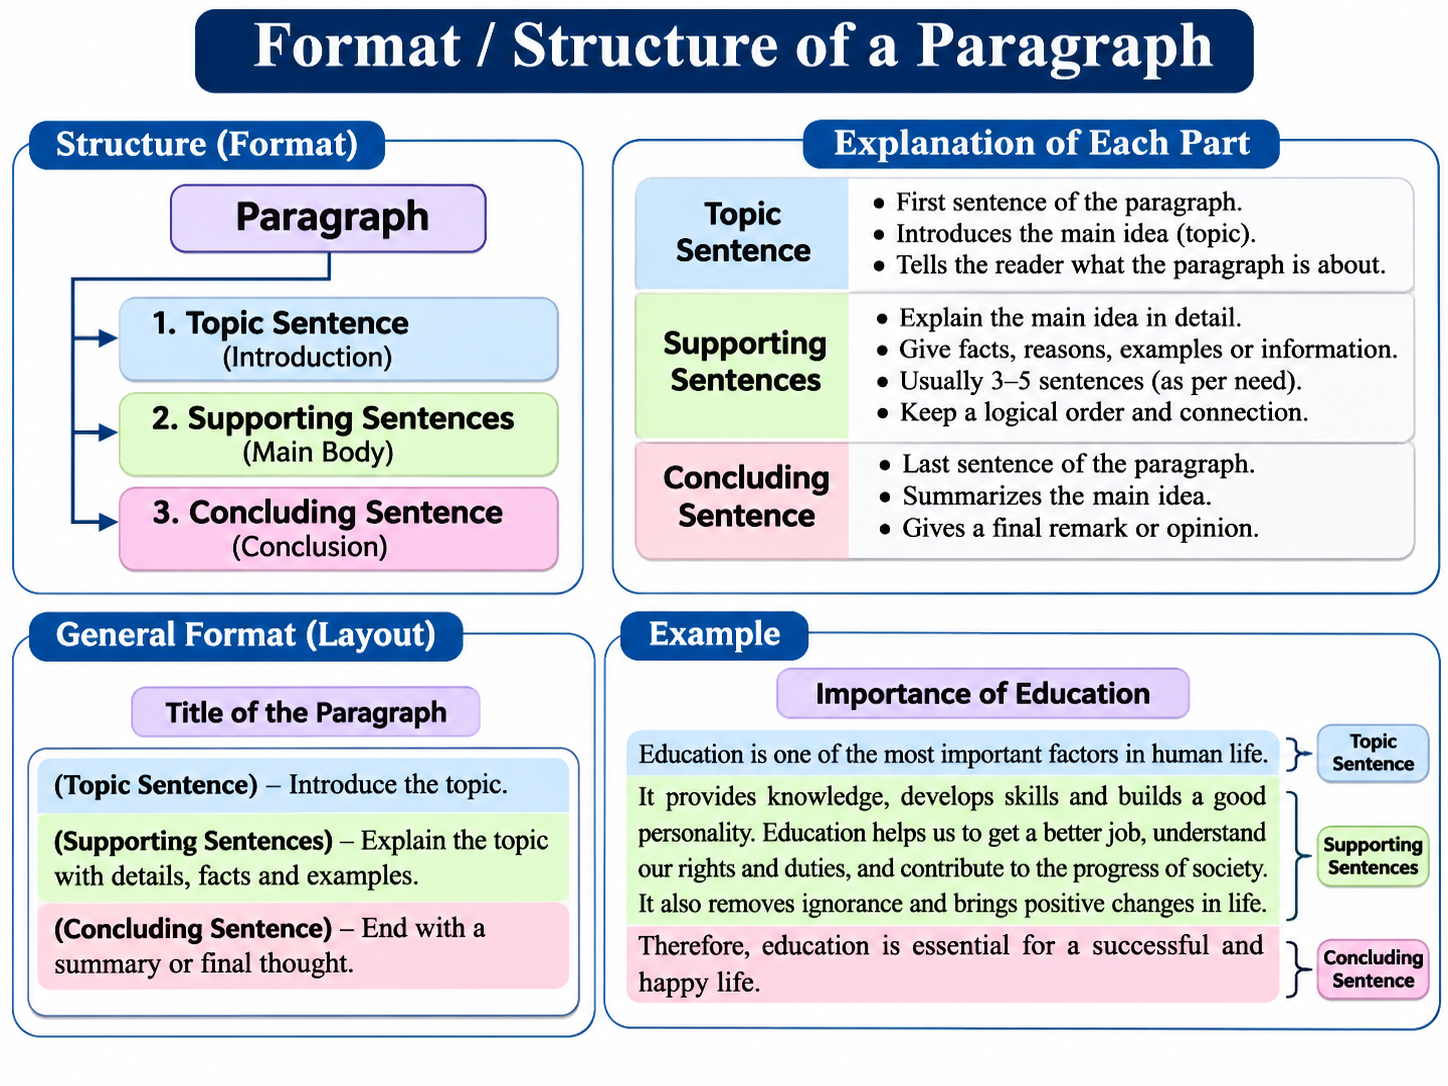 Format / Structure of a Paragraph
Structure (Format)
Paragraph
1. Topic Sentence
(Introduction)
2. Supporting Sentences
(Main Body)
3. Concluding Sentence
(Conclusion)
Explanation of Each Part
Topic
Sentence
• First sentence of the paragraph.
• Introduces the main idea (topic).
• Tells the reader what the paragraph is about.
Supporting
Sentences
• Explain the main idea in detail.
• Give facts, reasons, examples or information.
• Usually 3–5 sentences (as per need).
• Keep a logical order and connection.
Concluding
Sentence
• Last sentence of the paragraph.
• Summarizes the main idea.
• Gives a final remark or opinion.
General Format (Layout)
Title of the Paragraph
(Topic Sentence) – Introduce the topic.
(Supporting Sentences) – Explain the topic
with details, facts and examples.
(Concluding Sentence) – End with a
summary or final thought.
Example
Importance of Education
Education is one of the most important factors in human life.
Topic
Sentence
It provides knowledge, develops skills and builds a good
personality. Education helps us to get a better job, understand
our rights and duties, and contribute to the progress of society.
It also removes ignorance and brings positive changes in life.
Supporting
Sentences
Therefore, education is essential for a successful and
happy life.
Concluding
Sentence